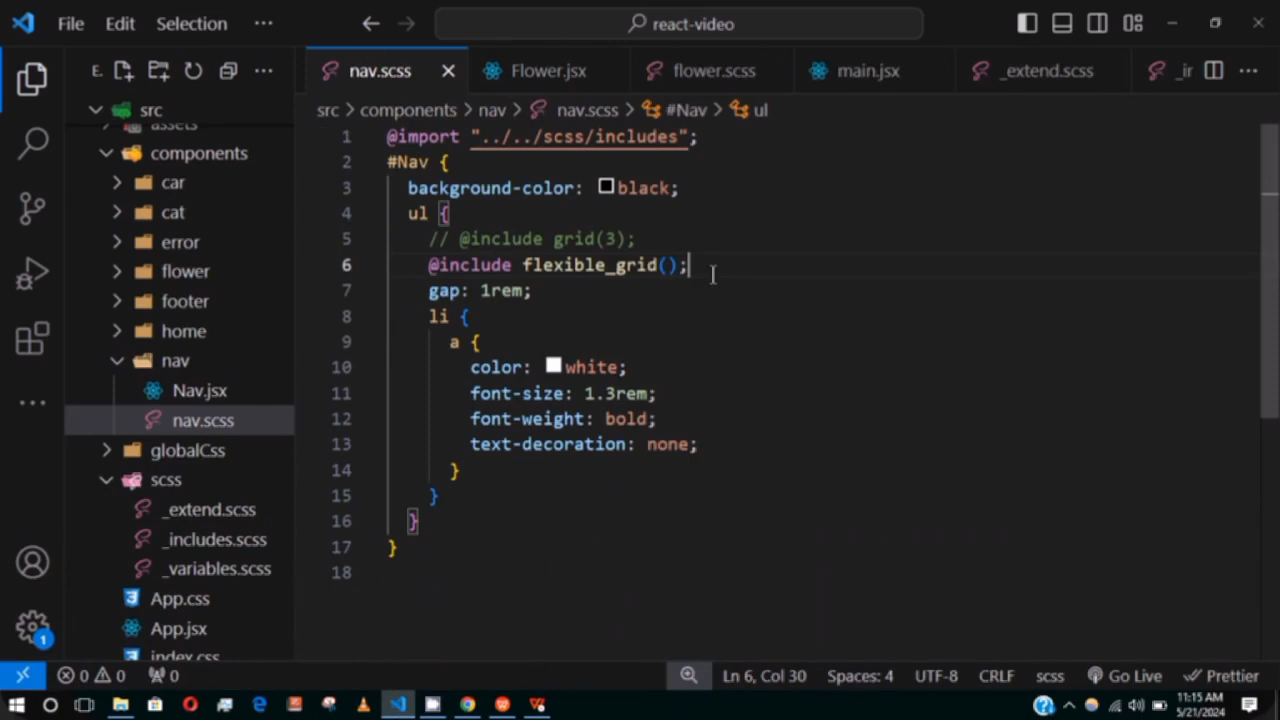 File Edit Selection ··· react-video
E. ···
nav.scss Flower.jsx flower.scss main.jsx _extend.scss _ir ···
src > components > nav > nav.scss > #Nav > ul
src
assets
components
car
cat
error
flower
footer
home
nav
Nav.jsx
nav.scss
globalCss
scss
_extend.scss
_includes.scss
_variables.scss
App.css
App.jsx
index.css
1
1 @import "../../scss/includes";
2 #Nav {
3 background-color: black;
4 ul {
5 // @include grid(3);
6 @include flexible_grid();
7 gap: 1rem;
8 li {
9 a {
10 color: white;
11 font-size: 1.3rem;
12 font-weight: bold;
13 text-decoration: none;
14 }
15 }
16 }
17 }
18
0 0 0 Ln 6, Col 30 Spaces: 4 UTF-8 CRLF scss Go Live Prettier
11:15 AM
5/21/2024